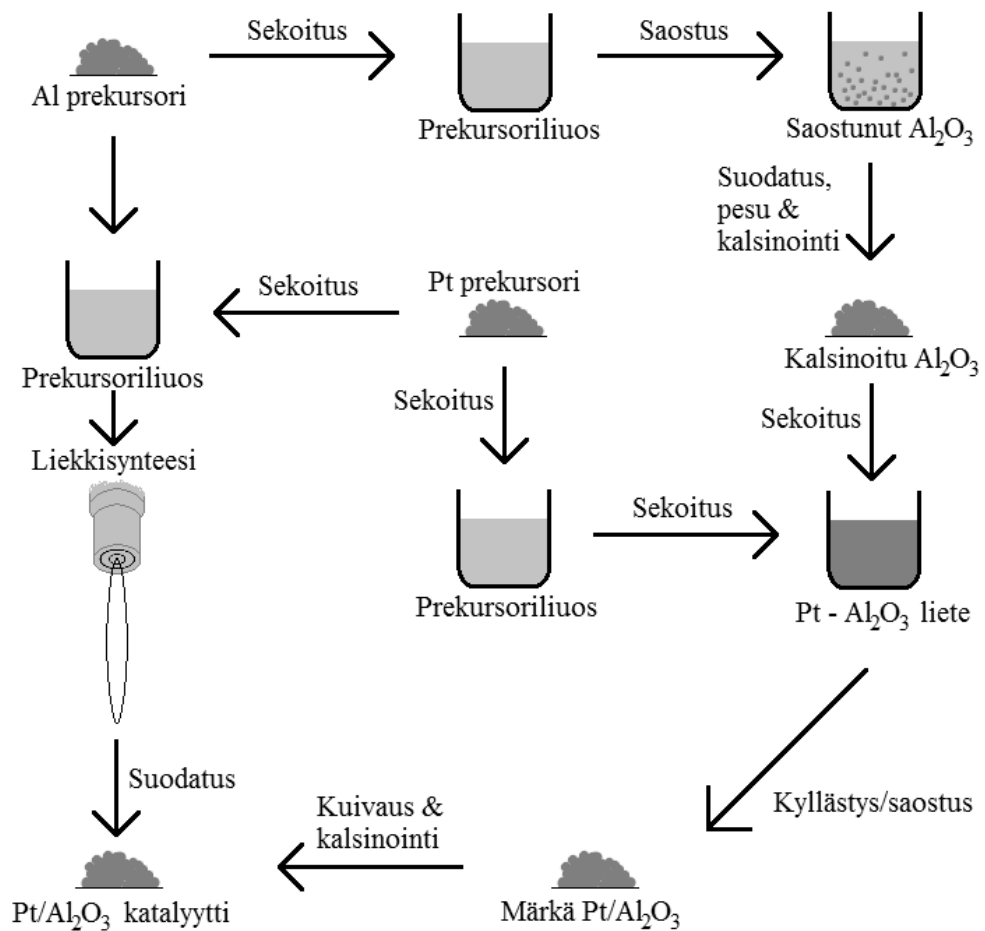 Sekoitus
Saostus
Al prekursori
Prekursoriliuos
Saostunut Al₂O₃
Suodatus,
pesu &
kalsinointi
Sekoitus
Pt prekursori
Prekursoriliuos
Kalsinoitu Al₂O₃
Sekoitus
Sekoitus
Liekkisynteesi
Sekoitus
Prekursoriliuos
Pt - Al₂O₃ liete
Suodatus
Kuivaus &
kalsinointi
Kyllästys/saostus
Pt/Al₂O₃ katalyytti
Märkä Pt/Al₂O₃